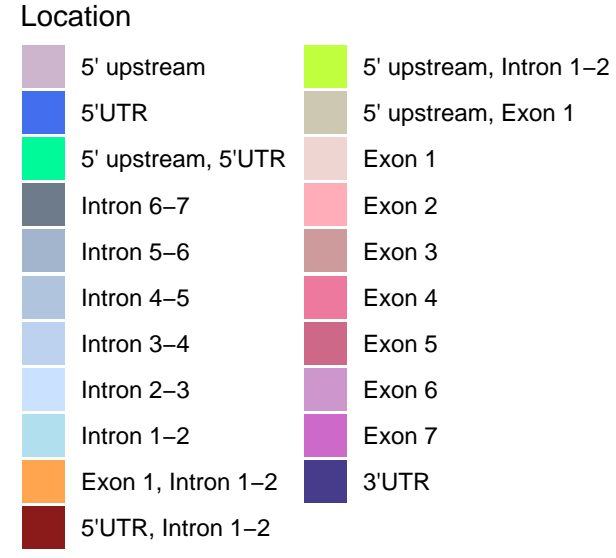 Location
5' upstream
5'UTR
5' upstream, 5'UTR
Intron 6−7
Intron 5−6
Intron 4−5
Intron 3−4
Intron 2−3
Intron 1−2
Exon 1, Intron 1−2
5'UTR, Intron 1−2
5' upstream, Intron 1−2
5' upstream, Exon 1
Exon 1
Exon 2
Exon 3
Exon 4
Exon 5
Exon 6
Exon 7
3'UTR